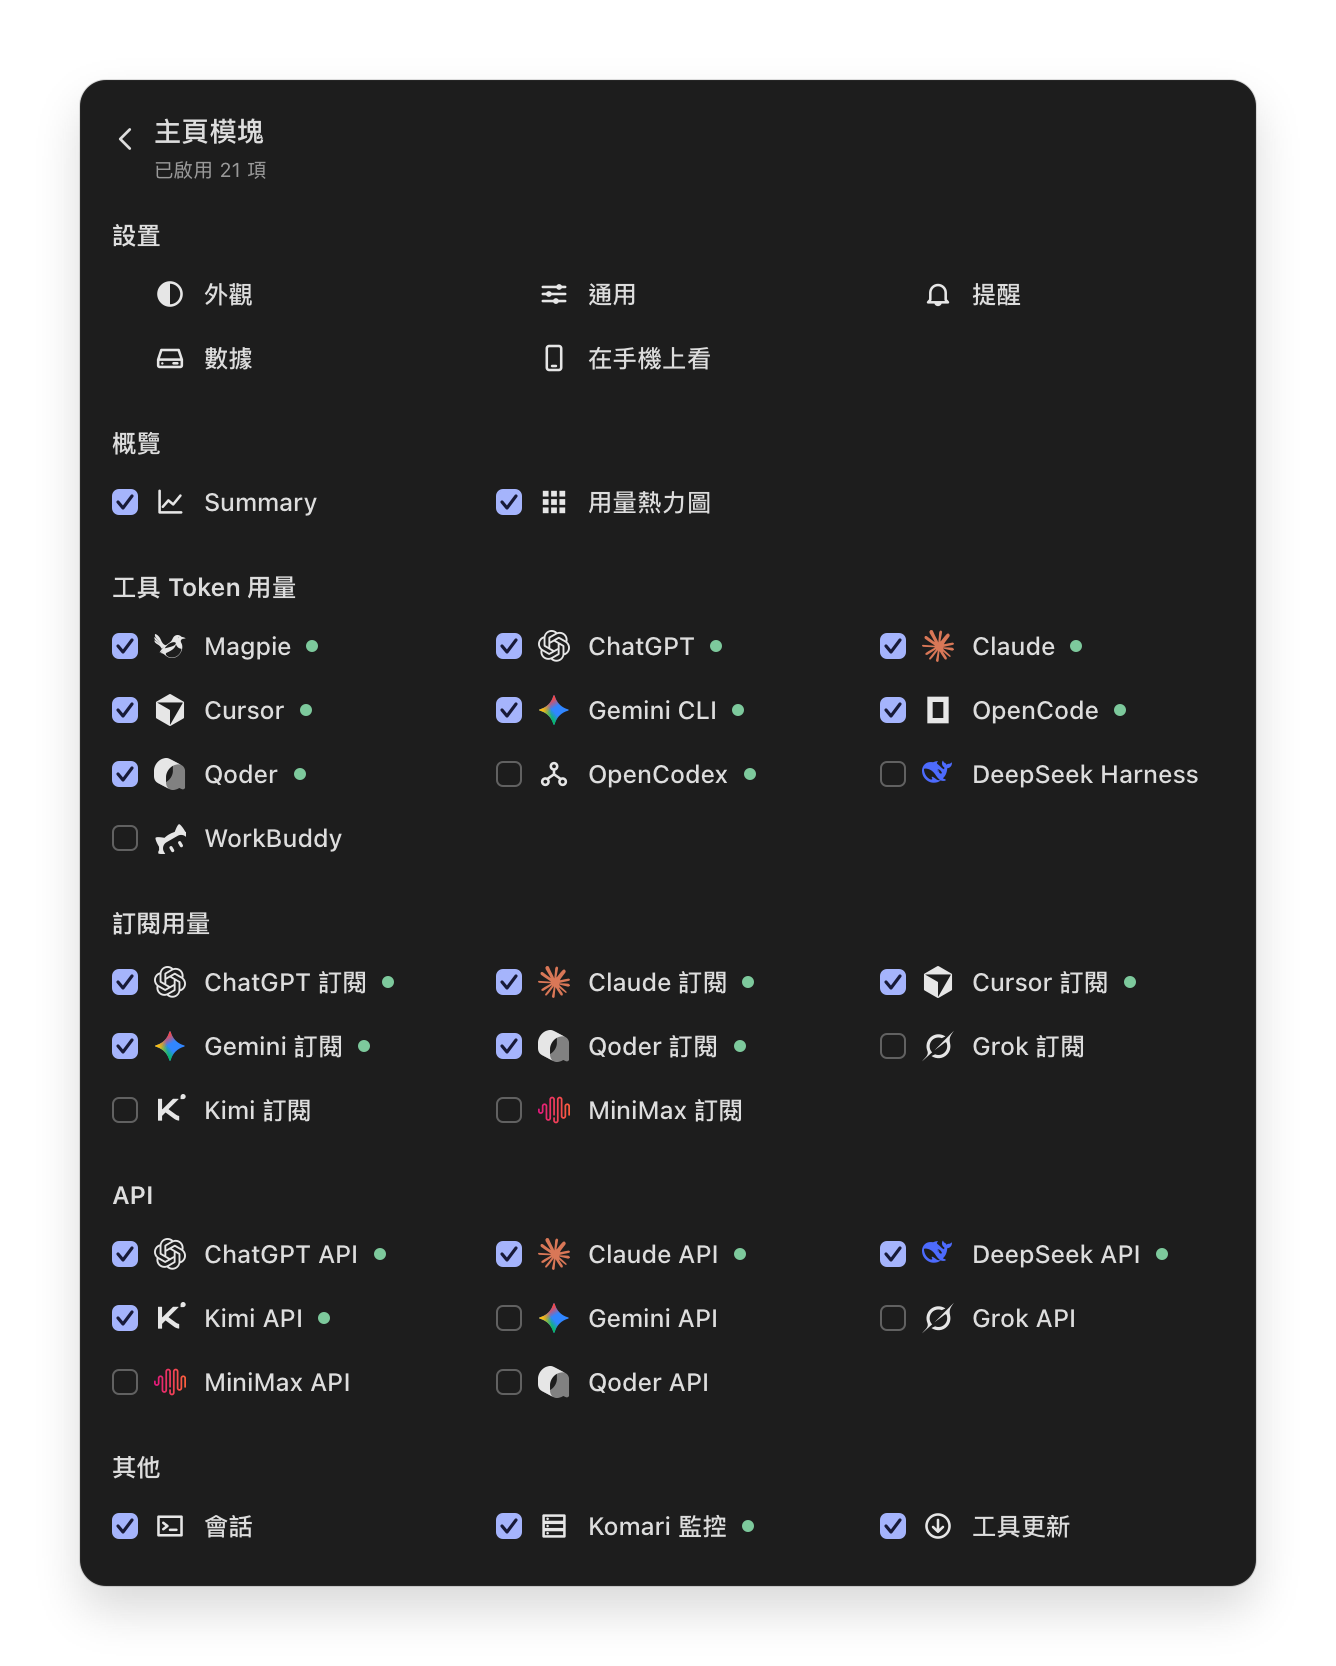 主頁模塊
已啟用 21 項
設置
外觀 通用 提醒
數據 在手機上看
概覽
Summary 用量熱力圖
工具 Token 用量
Magpie ChatGPT Claude
Cursor Gemini CLI OpenCode
Qoder OpenCodex DeepSeek Harness
WorkBuddy
訂閱用量
ChatGPT 訂閱 Claude 訂閱 Cursor 訂閱
Gemini 訂閱 Qoder 訂閱 Grok 訂閱
Kimi 訂閱 MiniMax 訂閱
API
ChatGPT API Claude API DeepSeek API
Kimi API Gemini API Grok API
MiniMax API Qoder API
其他
會話 Komari 監控 工具更新